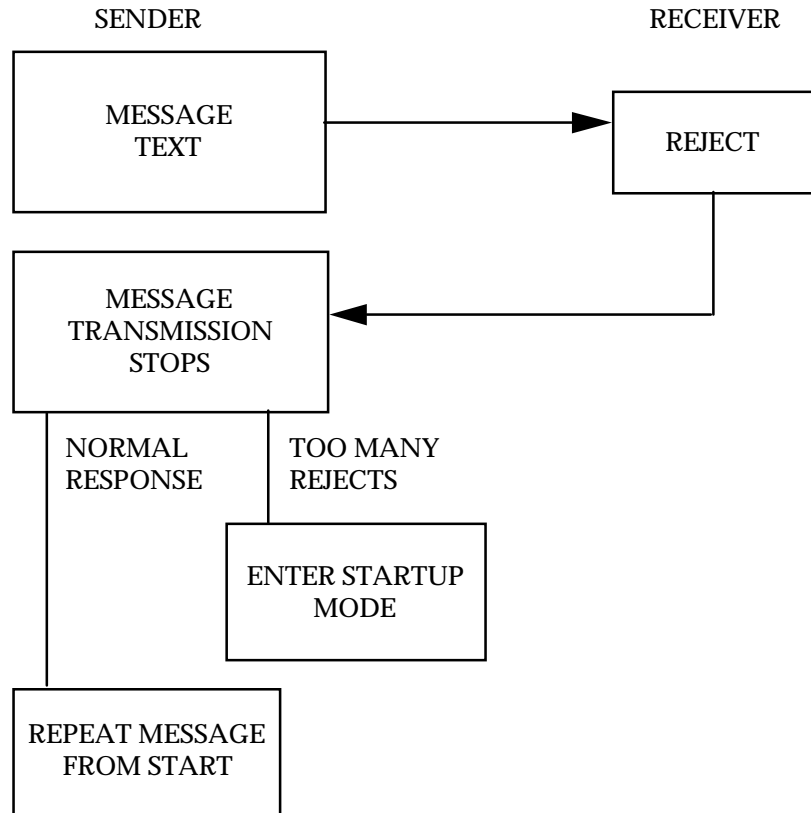 SENDER
RECEIVER
MESSAGE
TEXT
REJECT
MESSAGE
TRANSMISSION
STOPS
NORMAL
RESPONSE
TOO MANY
REJECTS
ENTER STARTUP
MODE
REPEAT MESSAGE
FROM START